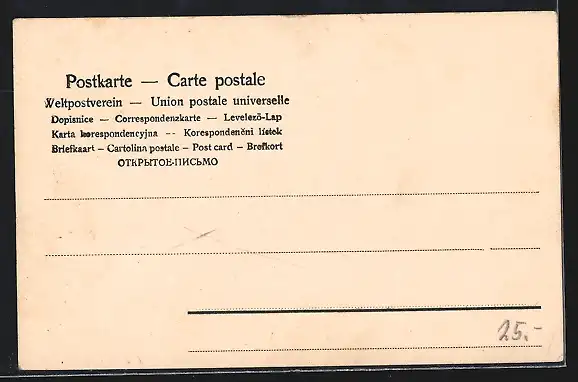 Postkarte — Carte postale
Weltpostverein — Union postale universelle
Dopisnice — Correspondenzkarte — Levelező-Lap
Karta korespondencyjna -- Korespondenční lístek
Briefkaart – Cartolina postale – Post card – Brefkort
ОТКРЫТОЕ-ПИСЬМО
25.-